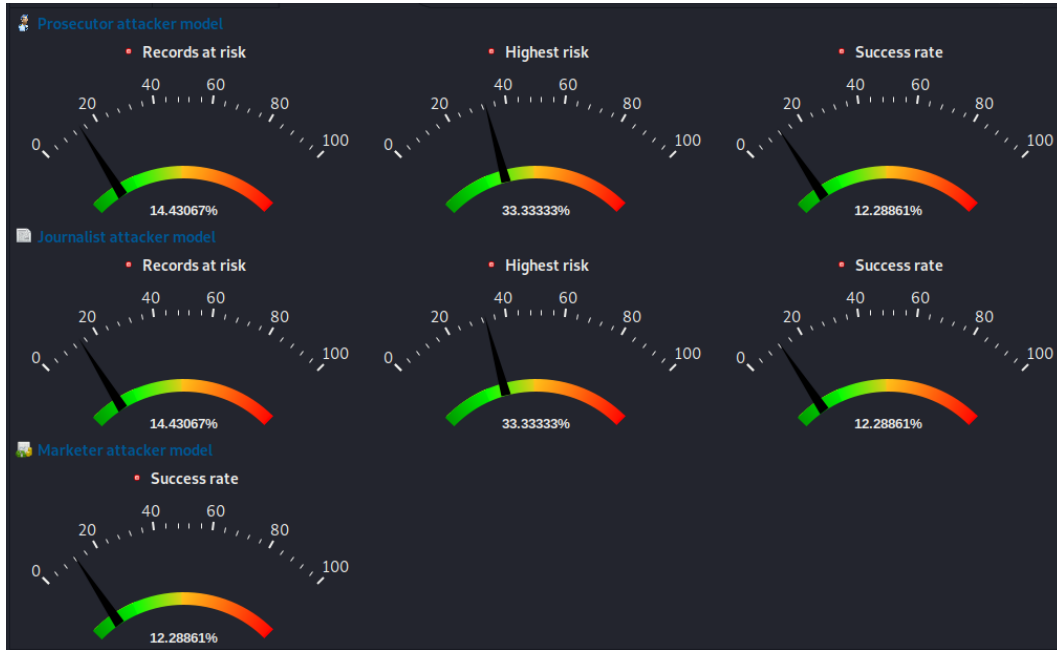 Prosecutor attacker model
Records at risk
0 20 40 60 80 100
14.43067%
Highest risk
0 20 40 60 80 100
33.33333%
Success rate
0 20 40 60 80 100
12.28861%
Journalist attacker model
Records at risk
0 20 40 60 80 100
14.43067%
Highest risk
0 20 40 60 80 100
33.33333%
Success rate
0 20 40 60 80 100
12.28861%
Marketer attacker model
Success rate
0 20 40 60 80 100
12.28861%